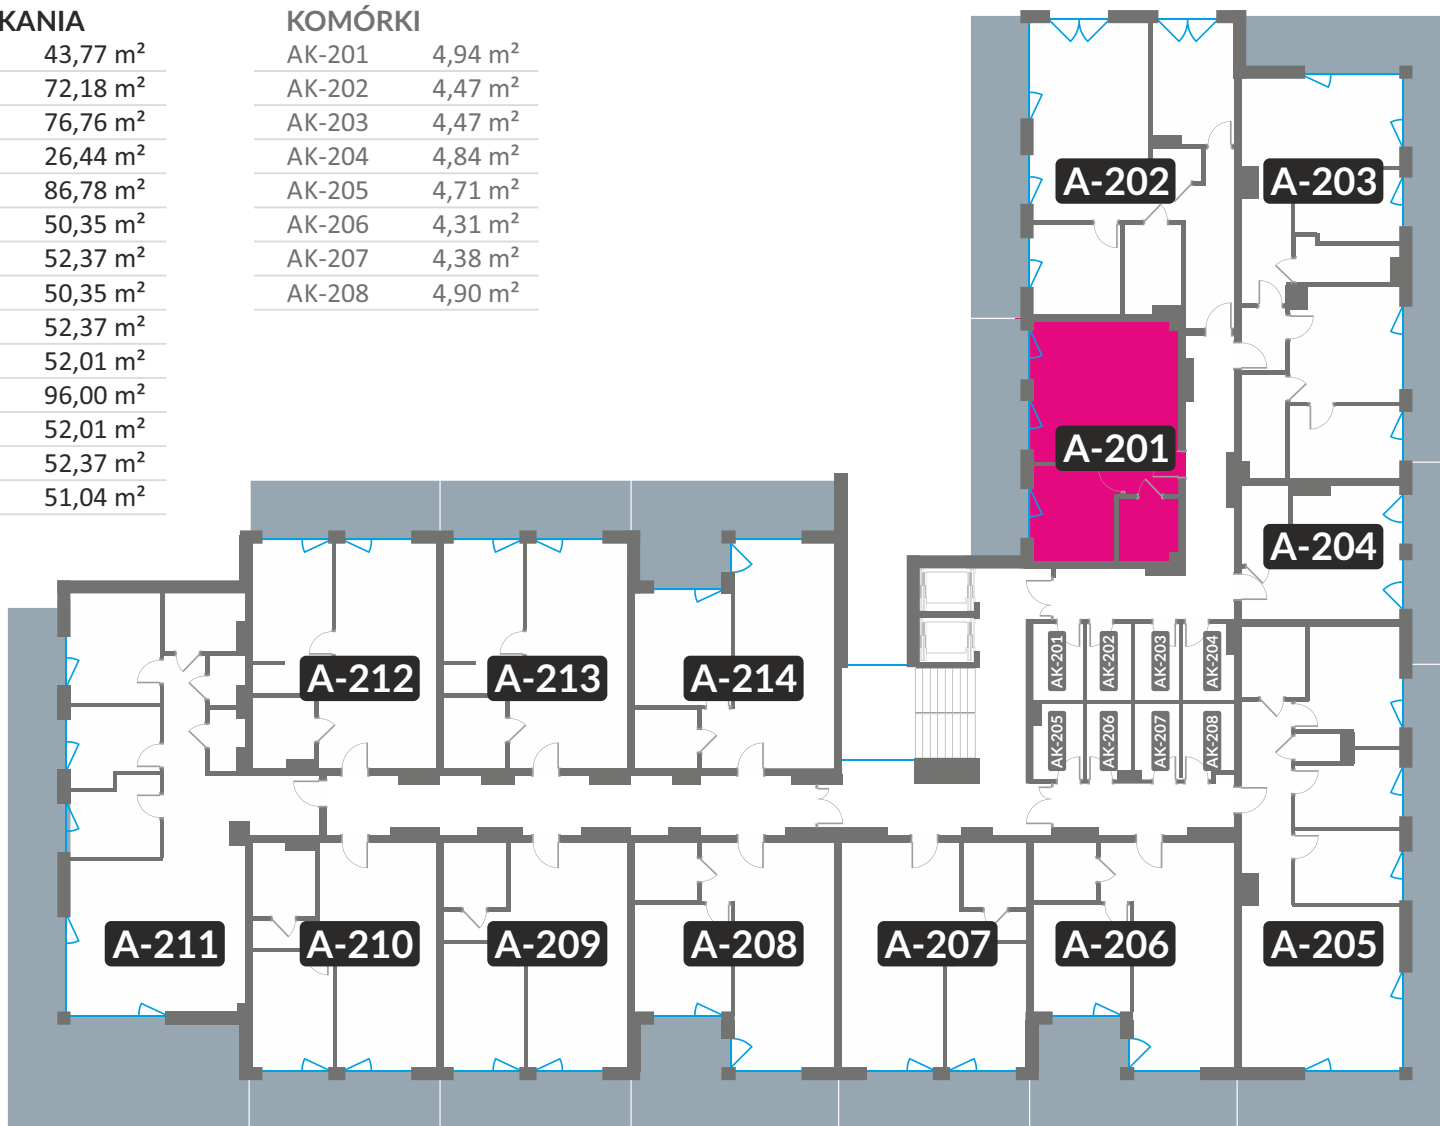 KANIA
43,77 m²
72,18 m²
76,76 m²
26,44 m²
86,78 m²
50,35 m²
52,37 m²
50,35 m²
52,37 m²
52,01 m²
96,00 m²
52,01 m²
52,37 m²
51,04 m²
KOMÓRKI
AK-201 4,94 m²
AK-202 4,47 m²
AK-203 4,47 m²
AK-204 4,84 m²
AK-205 4,71 m²
AK-206 4,31 m²
AK-207 4,38 m²
AK-208 4,90 m²
A-202
A-203
A-201
A-204
AK-201
AK-202
AK-203
AK-204
A-212
A-213
A-214
AK-205
AK-206
AK-207
AK-208
A-211
A-210
A-209
A-208
A-207
A-206
A-205